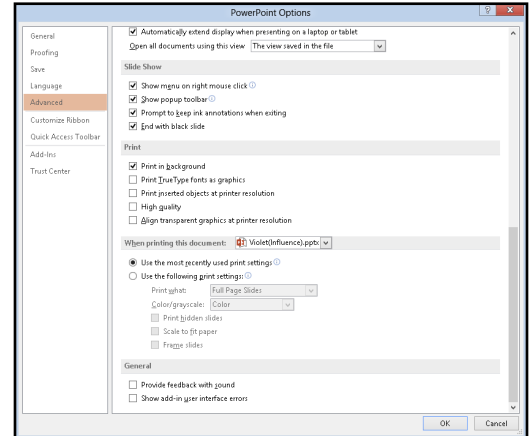 PowerPoint Options
General
Proofing
Save
Language
Advanced
Customize Ribbon
Quick Access Toolbar
Add-Ins
Trust Center
Automatically extend display when presenting on a laptop or tablet
Open all documents using this view The view saved in the file
Slide Show
Show menu on right mouse click
Show popup toolbar
Prompt to keep ink annotations when exiting
End with black slide
Print
Print in background
Print TrueType fonts as graphics
Print inserted objects at printer resolution
High quality
Align transparent graphics at printer resolution
When printing this document: Violet(Influence).pptx
Use the most recently used print settings
Use the following print settings:
Print what: Full Page Slides
Color/grayscale: Color
Print hidden slides
Scale to fit paper
Frame slides
General
Provide feedback with sound
Show add-in user interface errors
OK Cancel